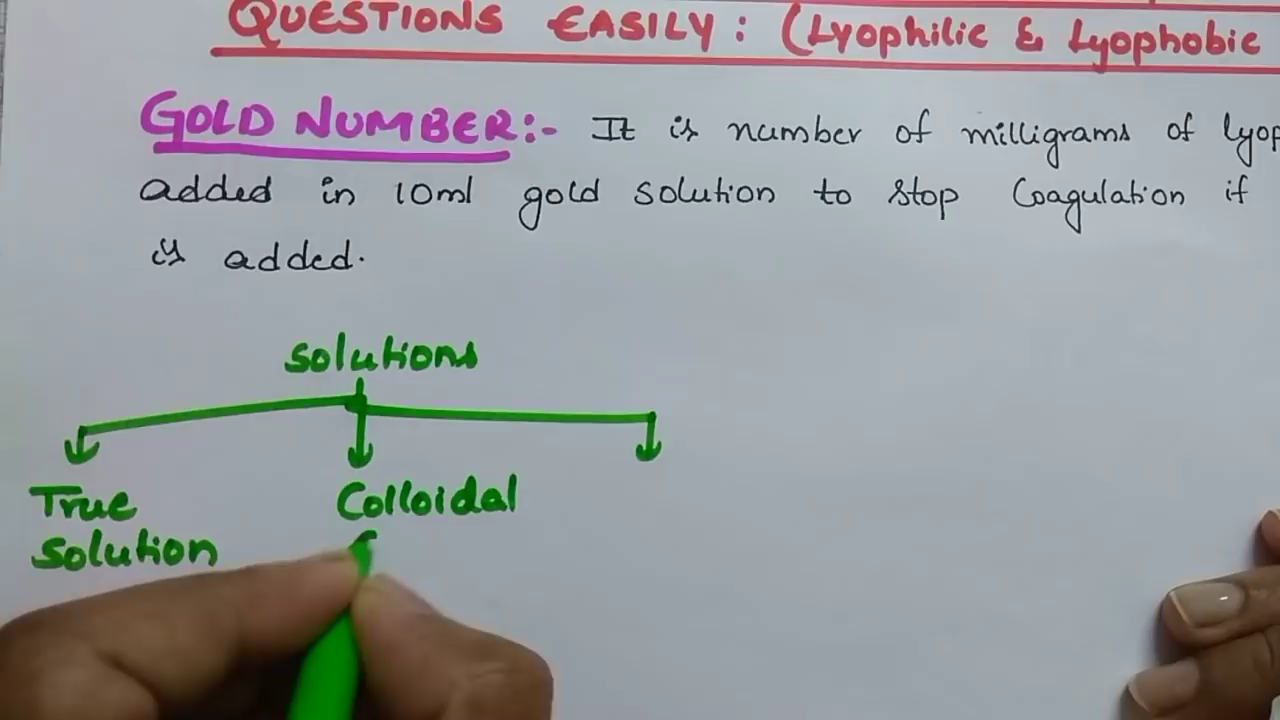 QUESTIONS EASILY : (Lyophilic & Lyophobic
GOLD NUMBER:- It is number of milligrams of lyop
added in 10ml gold solution to stop Coagulation if
is added.
solutions
True
Solution
Colloidal
S